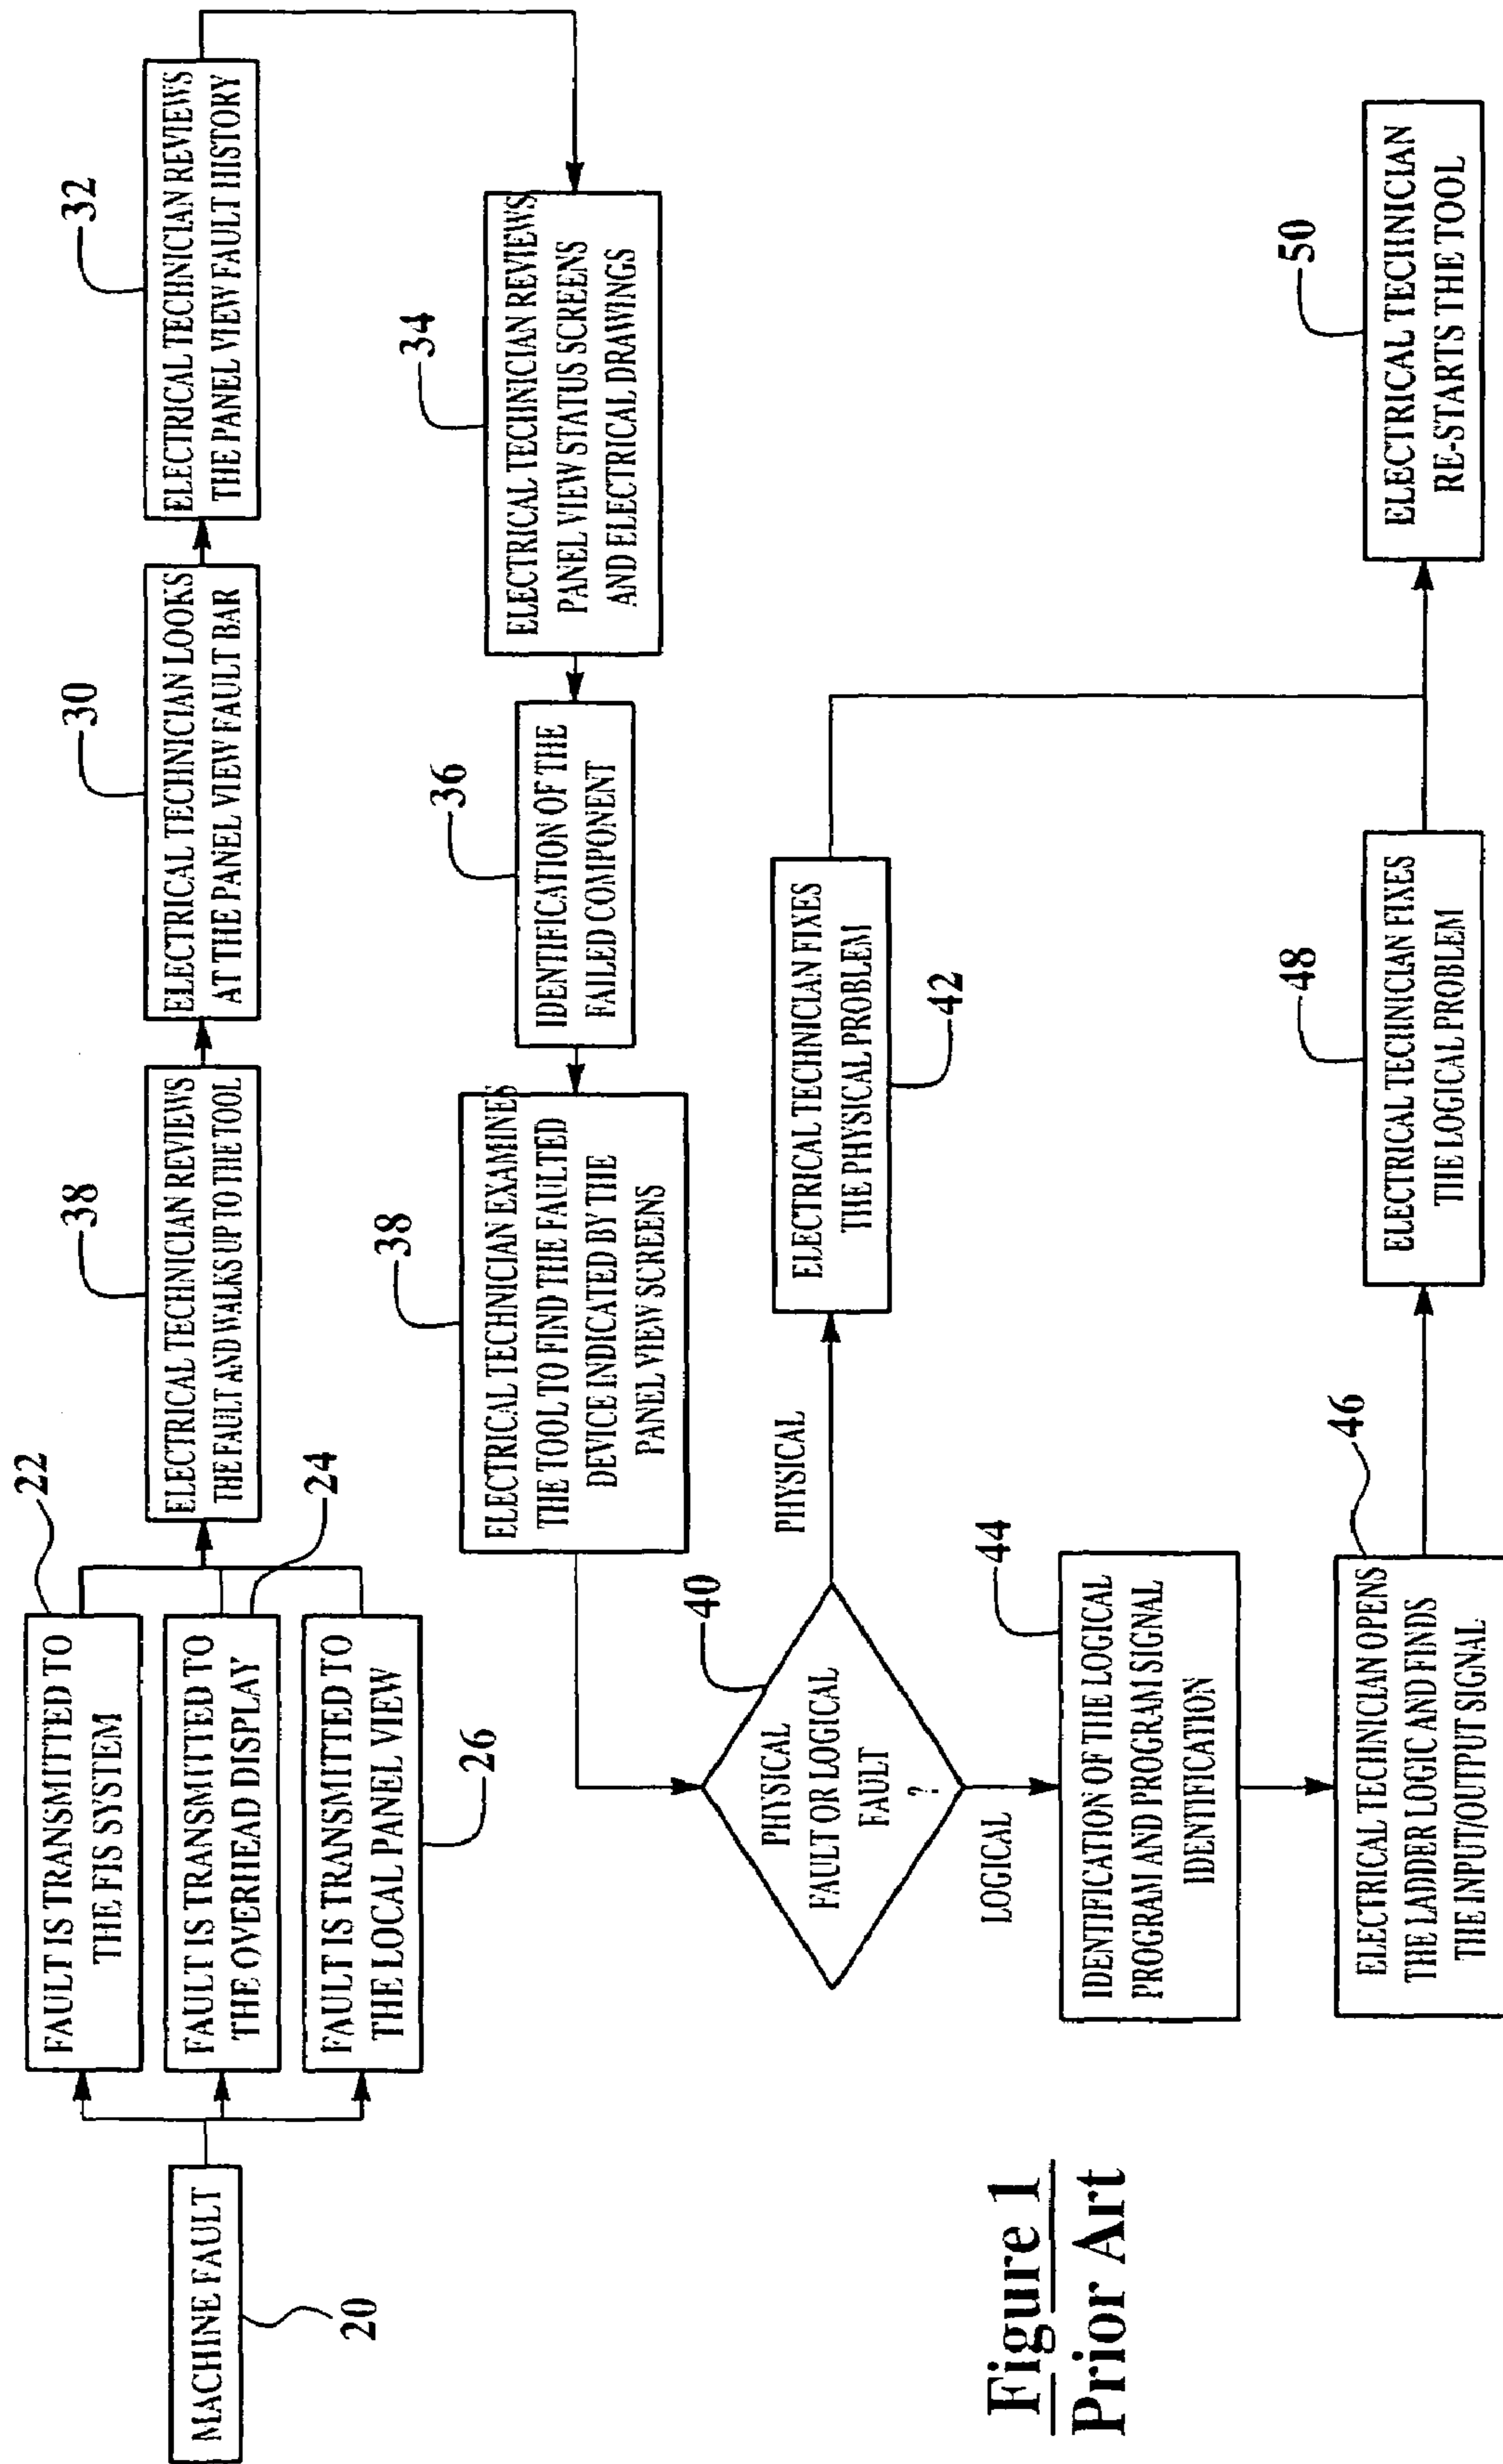 MACHINE FAULT
20
FAULT IS TRANSMITTED TO
THE FIS SYSTEM
22
FAULT IS TRANSMITTED TO
THE OVERHEAD DISPLAY
24
FAULT IS TRANSMITTED TO
THE LOCAL PANEL VIEW
26
38
ELECTRICAL TECHNICIAN REVIEWS
THE FAULT AND WALKS UP TO THE TOOL
30
ELECTRICAL TECHNICIAN LOOKS
AT THE PANEL VIEW FAULT BAR
32
ELECTRICAL TECHNICIAN REVIEWS
THE PANEL VIEW FAULT HISTORY
34
ELECTRICAL TECHNICIAN REVIEWS
PANEL VIEW STATUS SCREENS
AND ELECTRICAL DRAWINGS
36
IDENTIFICATION OF THE
FAILED COMPONENT
38
ELECTRICAL TECHNICIAN EXAMINES
THE TOOL TO FIND THE FAULTED
DEVICE INDICATED BY THE
PANEL VIEW SCREENS
40
PHYSICAL
FAULT OR LOGICAL
FAULT
?
PHYSICAL
ELECTRICAL TECHNICIAN FIXES
THE PHYSICAL PROBLEM
42
LOGICAL
44
IDENTIFICATION OF THE LOGICAL
PROGRAM AND PROGRAM SIGNAL
IDENTIFICATION
46
ELECTRICAL TECHNICIAN OPENS
THE LADDER LOGIC AND FINDS
THE INPUT/OUTPUT SIGNAL
48
ELECTRICAL TECHNICIAN FIXES
THE LOGICAL PROBLEM
50
ELECTRICAL TECHNICIAN
RE-STARTS THE TOOL
Figure 1
Prior Art